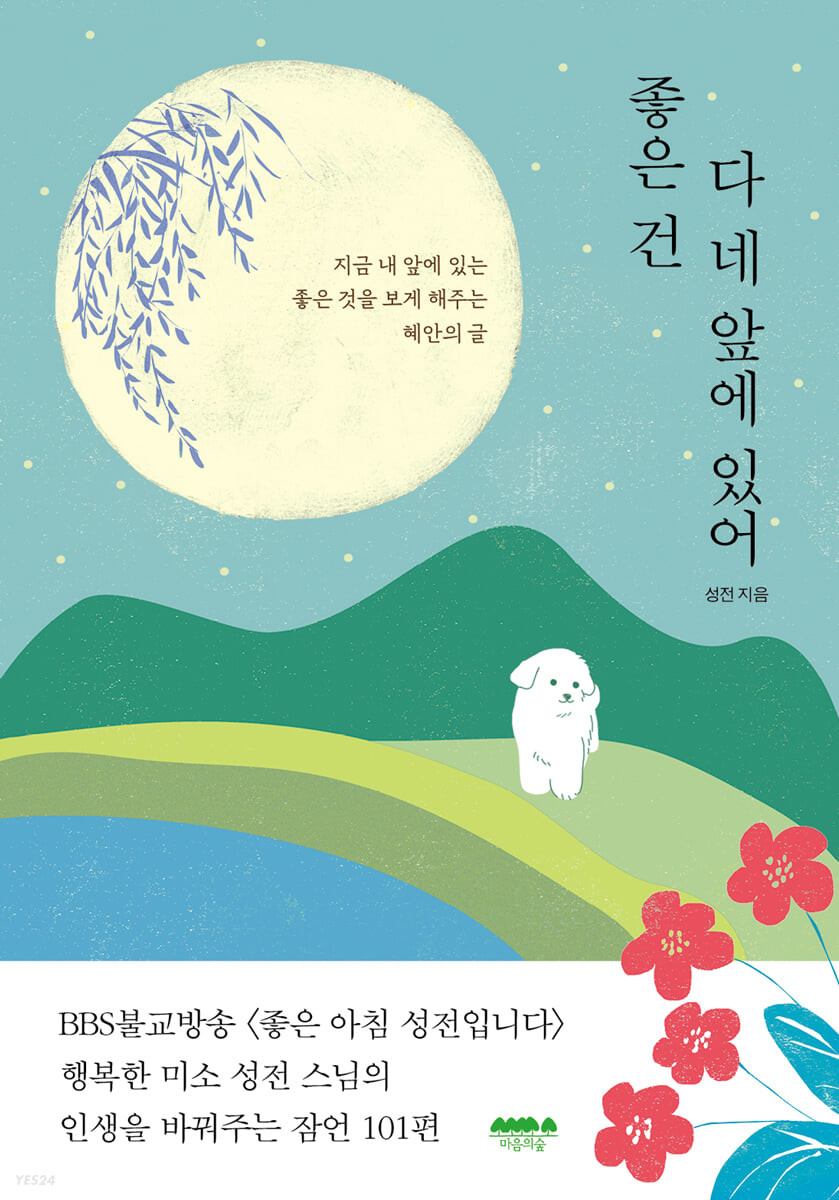 좋은 건
다 네 앞에 있어
성전 지음
지금 내 앞에 있는
좋은 것을 보게 해주는
혜안의 글
BBS불교방송 〈좋은 아침 성전입니다〉
행복한 미소 성전 스님의
인생을 바꿔주는 잠언 101편
마음의숲
YES24